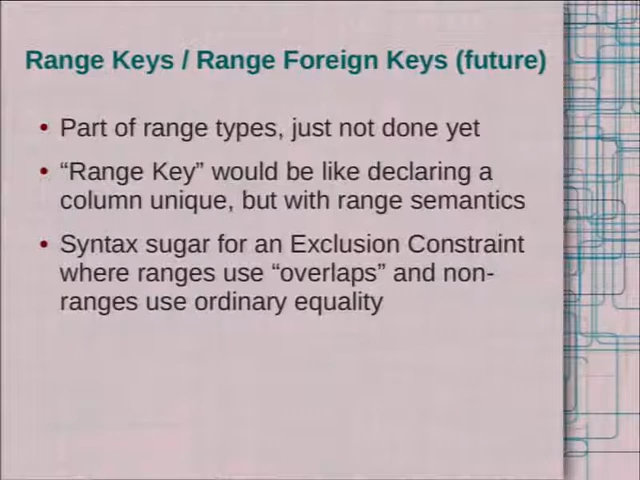 Range Keys / Range Foreign Keys (future)
• Part of range types, just not done yet
• “Range Key” would be like declaring a
column unique, but with range semantics
• Syntax sugar for an Exclusion Constraint
where ranges use “overlaps” and non-
ranges use ordinary equality